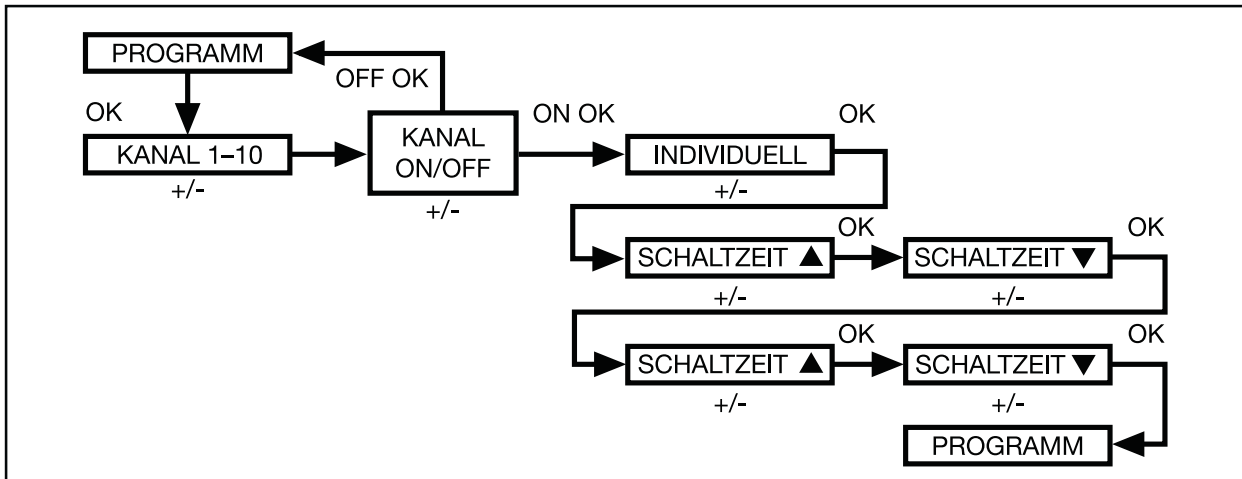 PROGRAMM
OFF OK
OK
KANAL 1–10
+/-
KANAL
ON/OFF
+/-
ON OK
INDIVIDUELL
+/-
OK
SCHALTZEIT ▲
+/-
OK
SCHALTZEIT ▼
+/-
OK
SCHALTZEIT ▲
+/-
OK
SCHALTZEIT ▼
+/-
OK
PROGRAMM